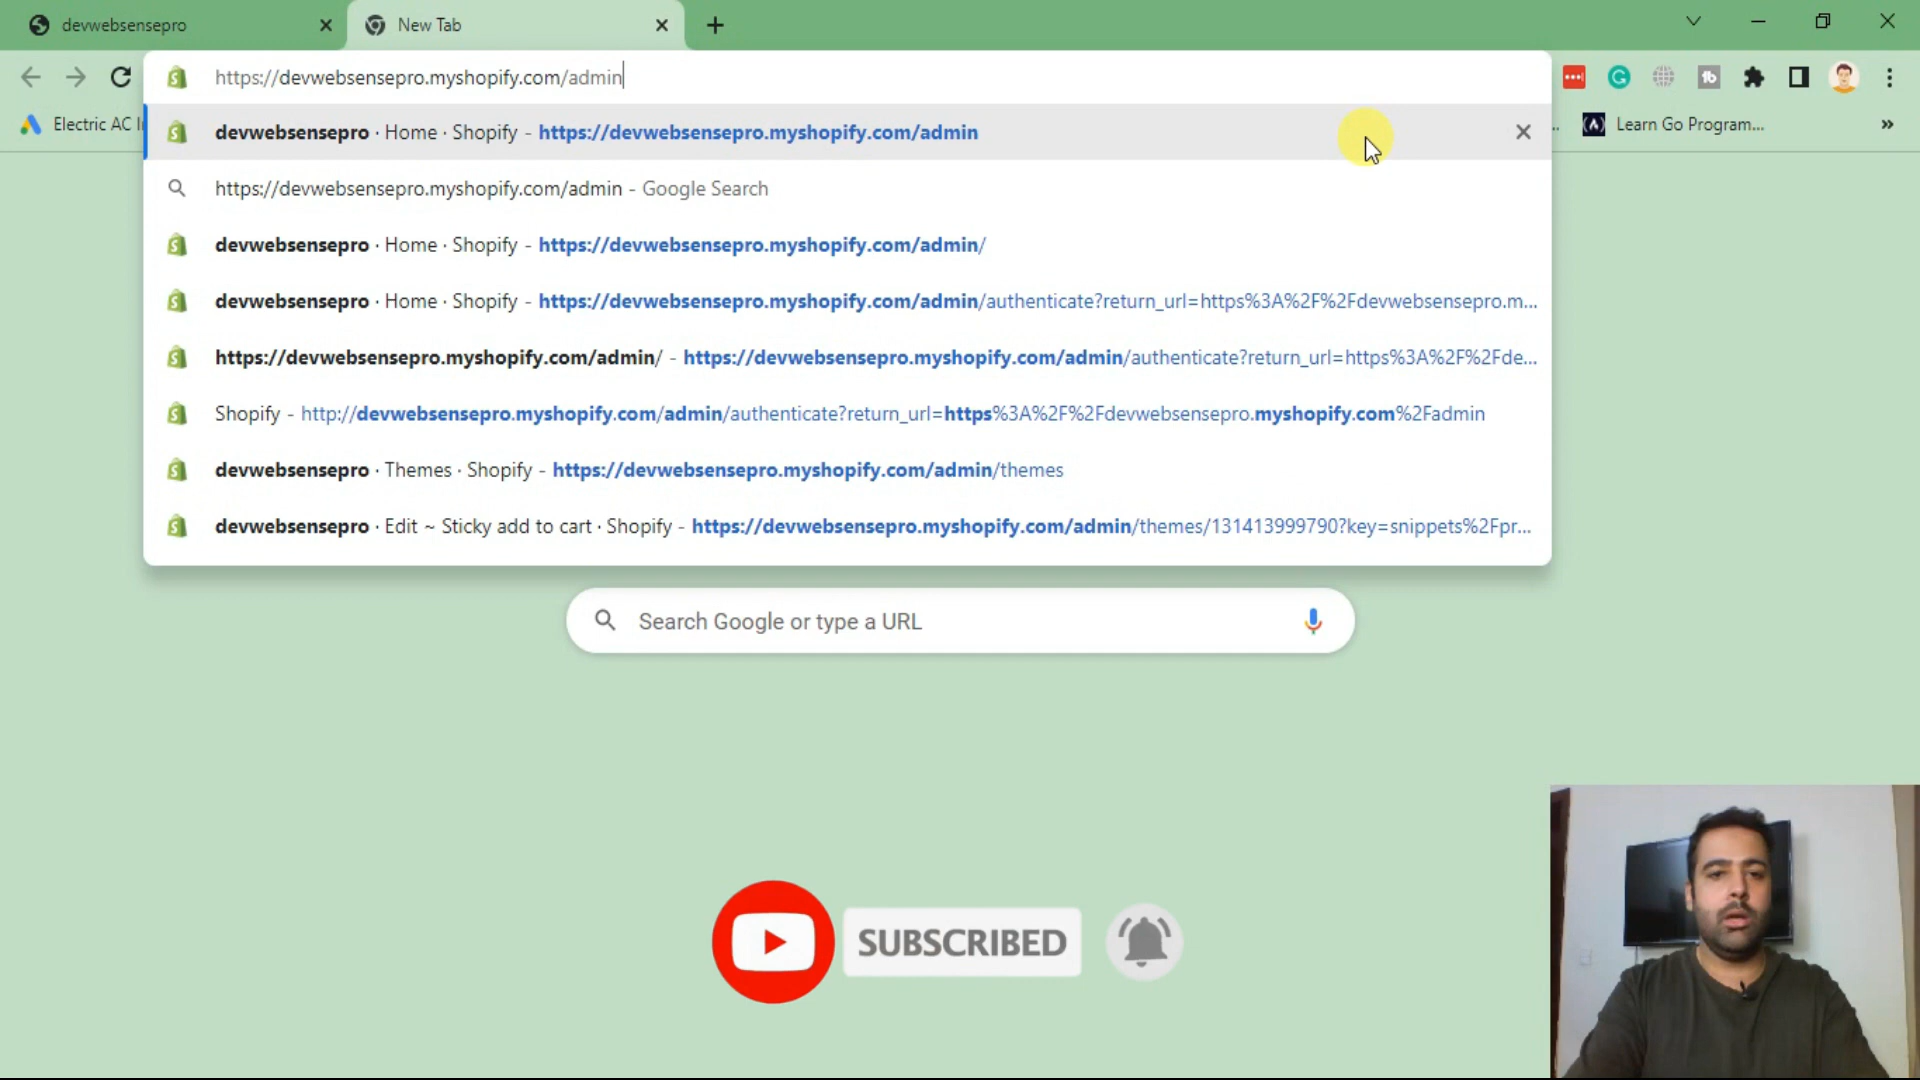 devwebsensepro
New Tab
https://devwebsensepro.myshopify.com/admin
devwebsensepro · Home · Shopify - https://devwebsensepro.myshopify.com/admin
https://devwebsensepro.myshopify.com/admin - Google Search
devwebsensepro · Home · Shopify - https://devwebsensepro.myshopify.com/admin/
devwebsensepro · Home · Shopify - https://devwebsensepro.myshopify.com/admin/authenticate?return_url=https%3A%2F%2Fdevwebsensepro.m...
https://devwebsensepro.myshopify.com/admin/ - https://devwebsensepro.myshopify.com/admin/authenticate?return_url=https%3A%2F%2Fde...
Shopify - http://devwebsensepro.myshopify.com/admin/authenticate?return_url=https%3A%2F%2Fdevwebsensepro.myshopify.com%2Fadmin
devwebsensepro · Themes · Shopify - https://devwebsensepro.myshopify.com/admin/themes
devwebsensepro · Edit ~ Sticky add to cart · Shopify - https://devwebsensepro.myshopify.com/admin/themes/131413999790?key=snippets%2Fpr...
Electric AC
Learn Go Program...
Search Google or type a URL
SUBSCRIBED